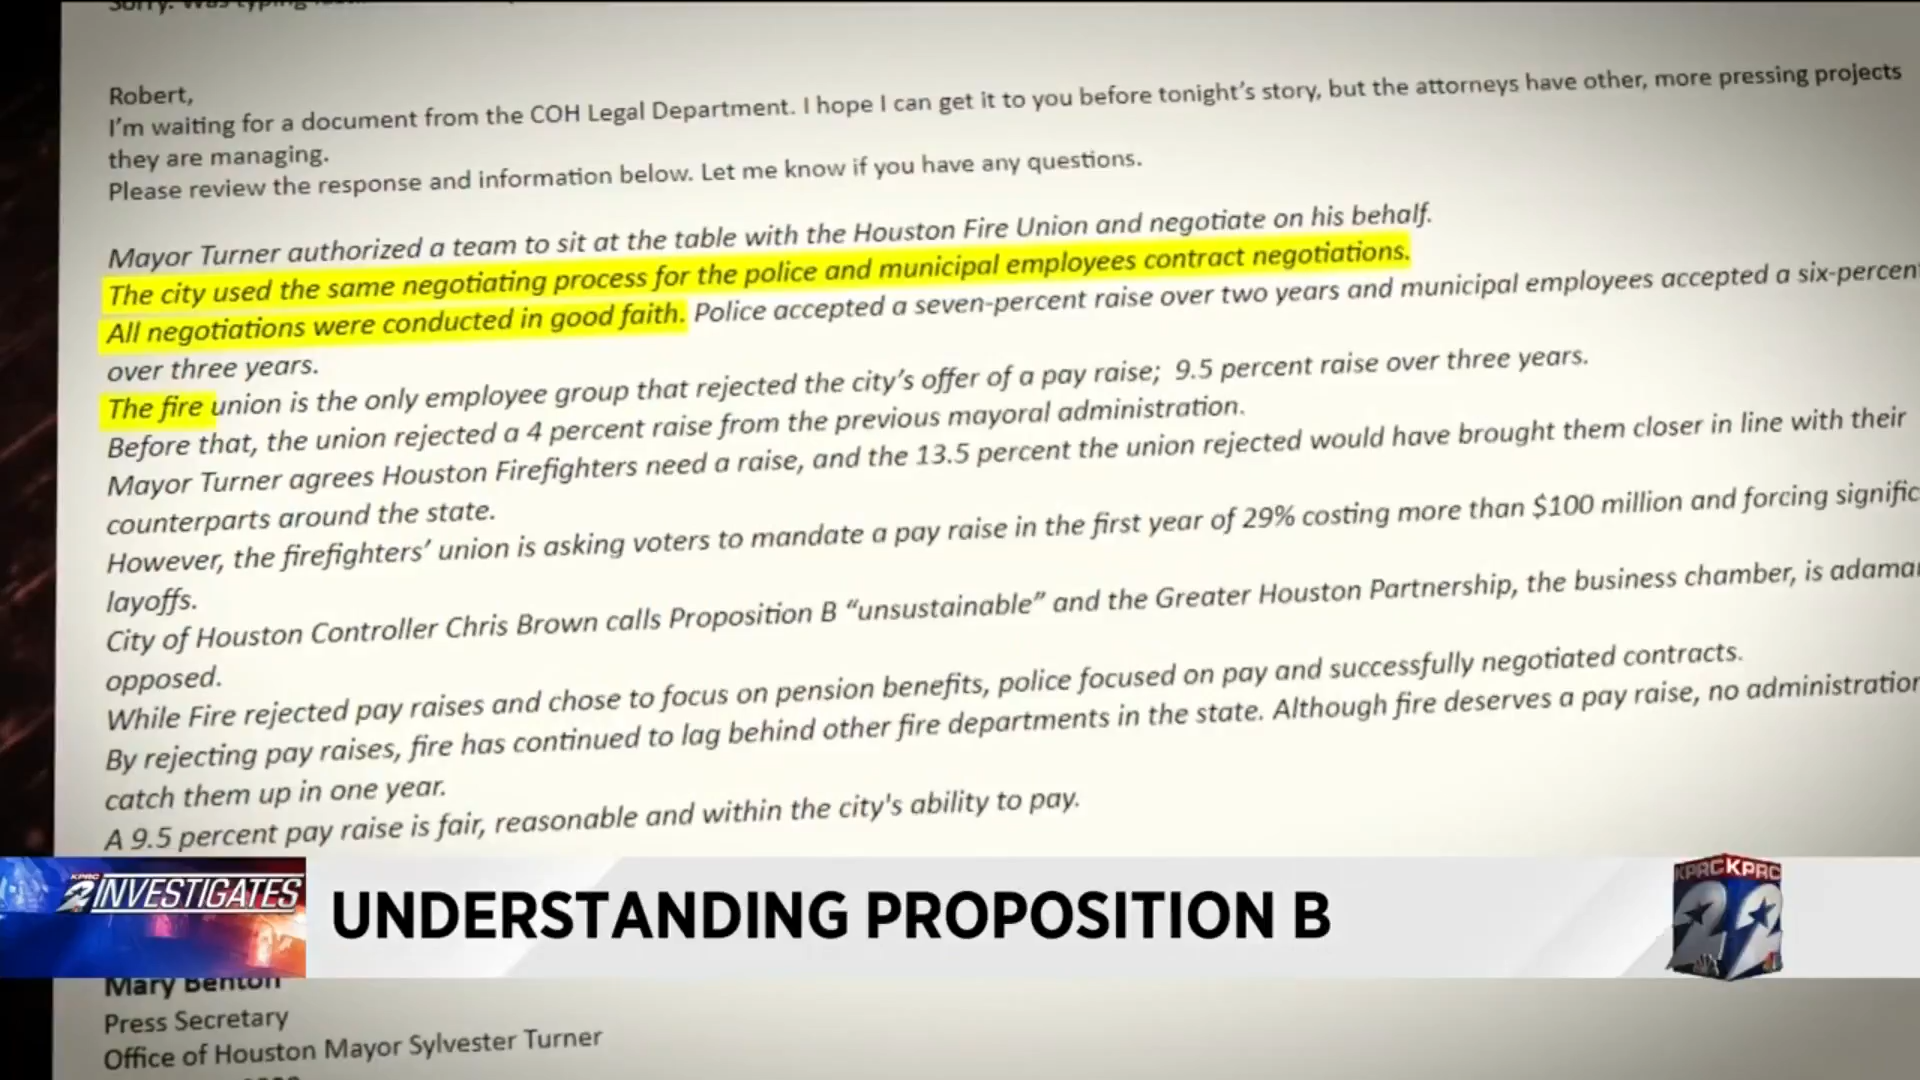 Sorry. Was typing
Robert,
I'm waiting for a document from the COH Legal Department. I hope I can get it to you before tonight's story, but the attorneys have other, more pressing projects
they are managing.
Please review the response and information below. Let me know if you have any questions.
Mayor Turner authorized a team to sit at the table with the Houston Fire Union and negotiate on his behalf.
The city used the same negotiating process for the police and municipal employees contract negotiations.
All negotiations were conducted in good faith. Police accepted a seven-percent raise over two years and municipal employees accepted a six-percent
over three years.
The fire union is the only employee group that rejected the city's offer of a pay raise; 9.5 percent raise over three years.
Before that, the union rejected a 4 percent raise from the previous mayoral administration.
Mayor Turner agrees Houston Firefighters need a raise, and the 13.5 percent the union rejected would have brought them closer in line with their
counterparts around the state.
However, the firefighters' union is asking voters to mandate a pay raise in the first year of 29% costing more than $100 million and forcing signific
layoffs.
City of Houston Controller Chris Brown calls Proposition B “unsustainable” and the Greater Houston Partnership, the business chamber, is adama
opposed.
While Fire rejected pay raises and chose to focus on pension benefits, police focused on pay and successfully negotiated contracts.
By rejecting pay raises, fire has continued to lag behind other fire departments in the state. Although fire deserves a pay raise, no administration
catch them up in one year.
A 9.5 percent pay raise is fair, reasonable and within the city's ability to pay.
KPRC
2 INVESTIGATES
UNDERSTANDING PROPOSITION B
KPRC KPRC
2 2
Mary Benton
Press Secretary
Office of Houston Mayor Sylvester Turner